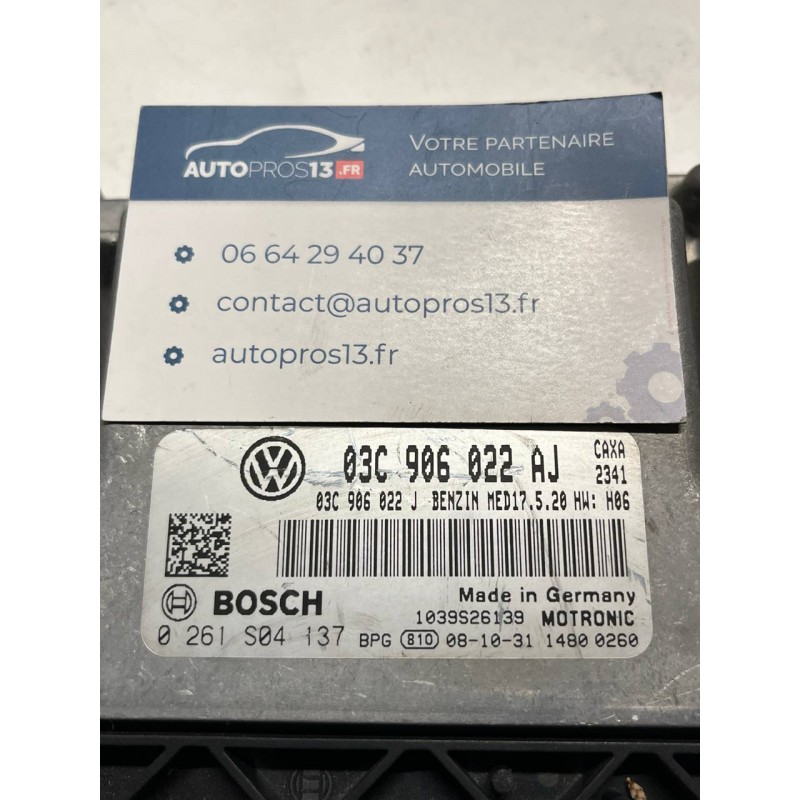 VOTRE PARTENAIRE
AUTOMOBILE
AUTOPROS13.FR
06 64 29 40 37
contact@autopros13.fr
autopros13.fr
03C 906 022 AJ
CAXA
2341
03C 906 022 J BENZIN MED17.5.20 HW: H06
BOSCH
Made in Germany
1039S26139 MOTRONIC
0 261 S04 137
BPG 810 08-10-31 1480 0260